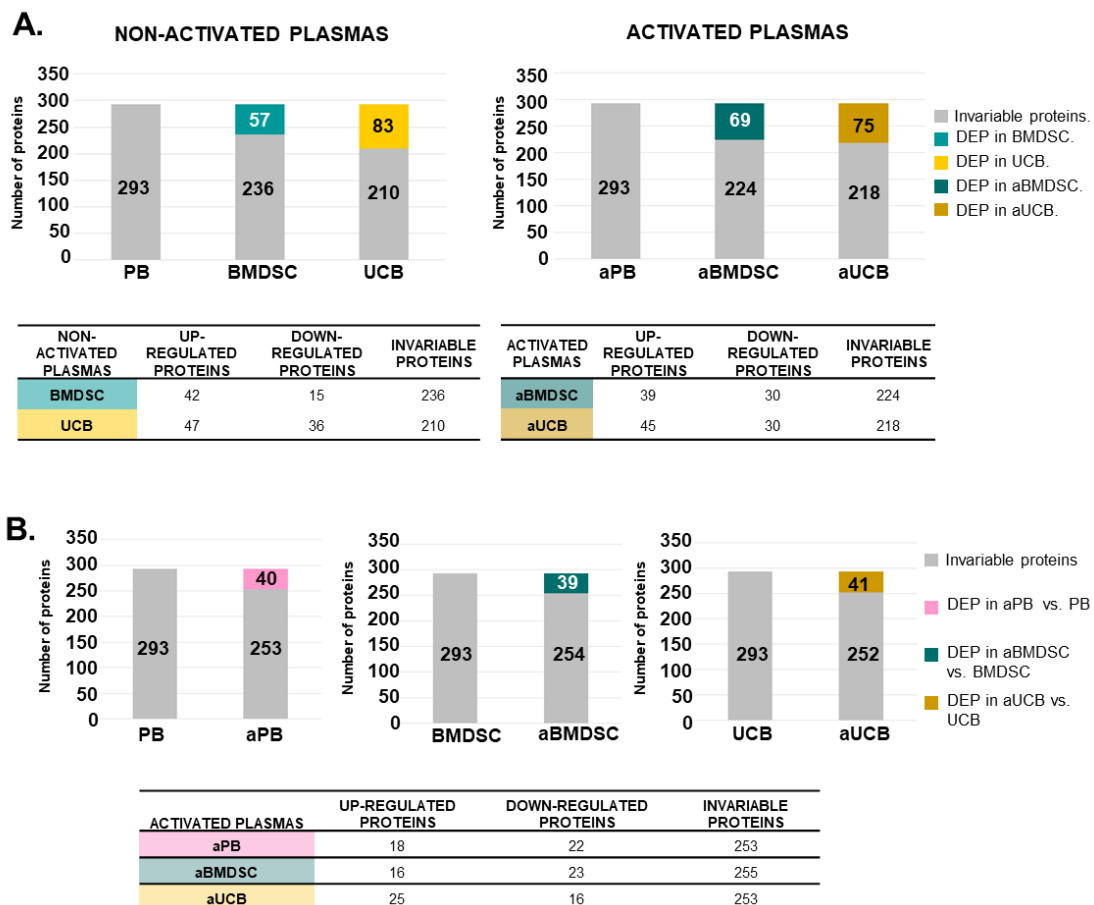 A.
NON-ACTIVATED PLASMAS
ACTIVATED PLASMAS
Number of proteins
350
300
250
200
150
100
50
0
57
83
293
236
210
PB
BMDSC
UCB
Number of proteins
350
300
250
200
150
100
50
0
69
75
293
224
218
aPB
aBMDSC
aUCB
Invariable proteins.
DEP in BMDSC.
DEP in UCB.
DEP in aBMDSC.
DEP in aUCB.
NON-
ACTIVATED
PLASMAS
UP-
REGULATED
PROTEINS
DOWN-
REGULATED
PROTEINS
INVARIABLE
PROTEINS
BMDSC 42 15 236
UCB 47 36 210
ACTIVATED
PLASMAS
UP-
REGULATED
PROTEINS
DOWN-
REGULATED
PROTEINS
INVARIABLE
PROTEINS
aBMDSC 39 30 224
aUCB 45 30 218
B.
Number of proteins
350
300
250
200
150
100
50
0
40
293
253
PB
aPB
Number of proteins
350
300
250
200
150
100
50
0
39
293
254
BMDSC
aBMDSC
Number of proteins
350
300
250
200
150
100
50
0
41
293
252
UCB
aUCB
Invariable proteins
DEP in aPB vs. PB
DEP in aBMDSC
vs. BMDSC
DEP in aUCB vs.
UCB
ACTIVATED PLASMAS
UP-REGULATED
PROTEINS
DOWN-REGULATED
PROTEINS
INVARIABLE
PROTEINS
aPB 18 22 253
aBMDSC 16 23 255
aUCB 25 16 253